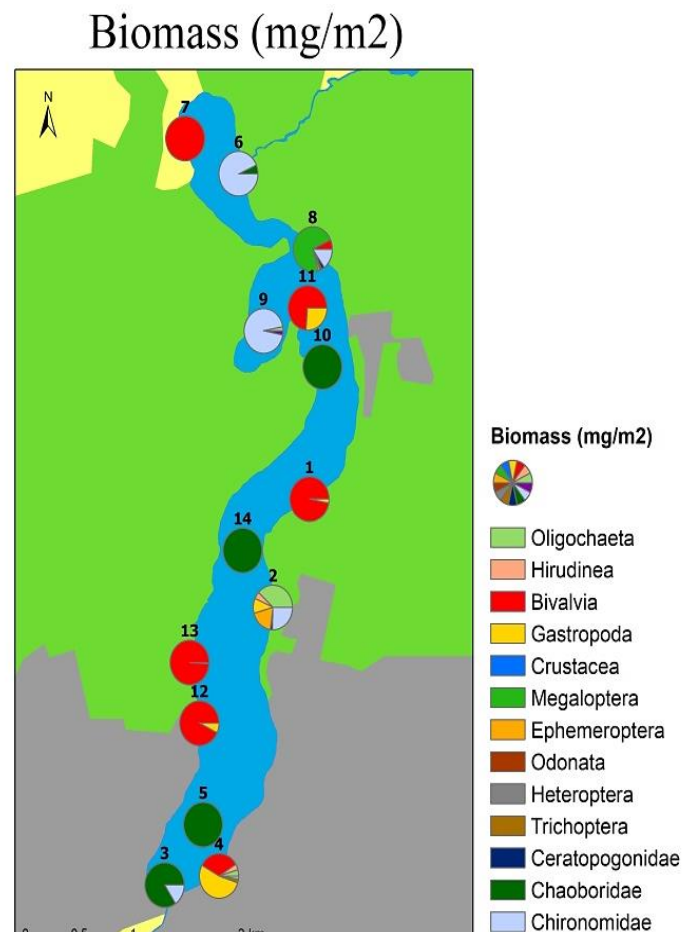 Biomass (mg/m2)
N
7
6
8
11
9
10
1
14
2
13
12
5
4
3
Biomass (mg/m2)
Oligochaeta
Hirudinea
Bivalvia
Gastropoda
Crustacea
Megaloptera
Ephemeroptera
Odonata
Heteroptera
Trichoptera
Ceratopogonidae
Chaoboridae
Chironomidae